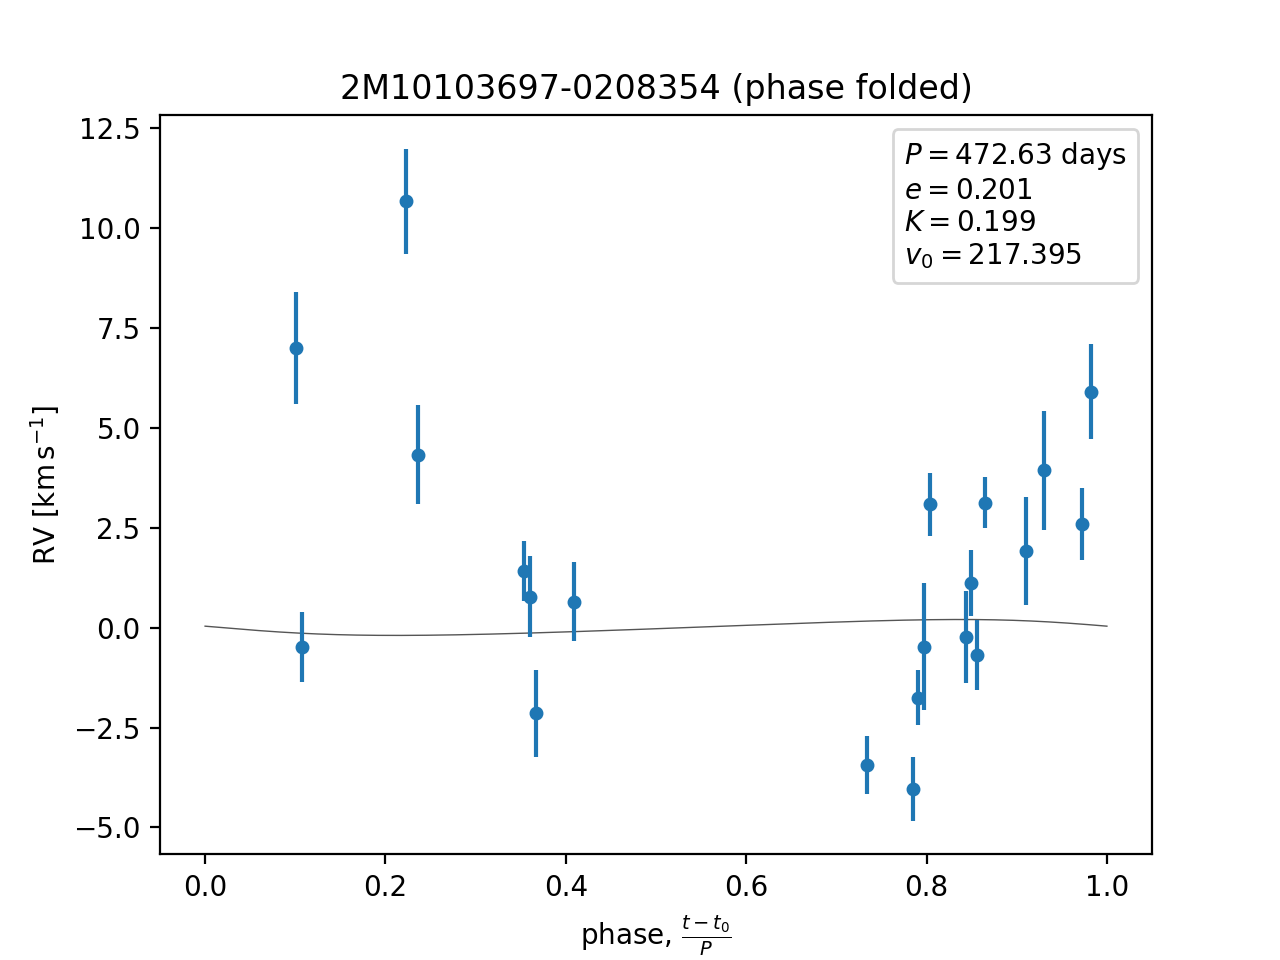 2M10103697-0208354 (phase folded)
P = 472.63 days
e = 0.201
K = 0.199
v₀ = 217.395
12.5
10.0
7.5
5.0
2.5
0.0
−2.5
−5.0
RV [km s⁻¹]
0.0 0.2 0.4 0.6 0.8 1.0
phase, (t − t₀)/P